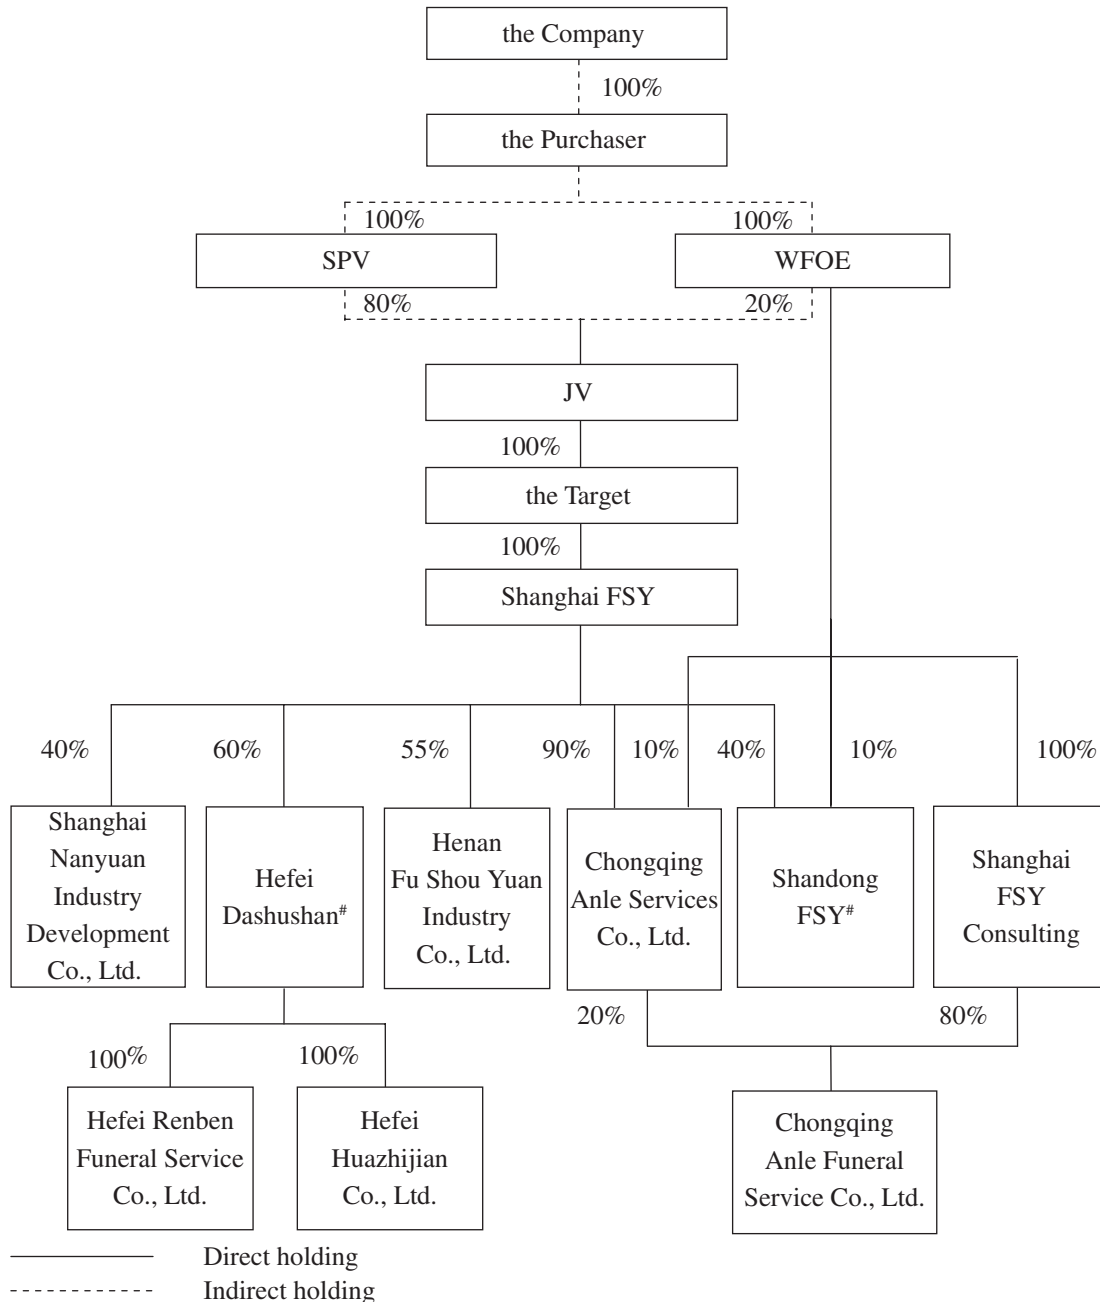 the Company
100%
the Purchaser
100%
100%
SPV
WFOE
80%
20%
JV
100%
the Target
100%
Shanghai FSY
40%
60%
55%
90%
10%
40%
10%
100%
Shanghai
Nanyuan
Industry
Development
Co., Ltd.
Hefei
Dashushan#
Henan
Fu Shou Yuan
Industry
Co., Ltd.
Chongqing
Anle Services
Co., Ltd.
Shandong
FSY#
Shanghai
FSY
Consulting
20%
80%
100%
100%
Hefei Renben
Funeral Service
Co., Ltd.
Hefei
Huazhijian
Co., Ltd.
Chongqing
Anle Funeral
Service Co., Ltd.
Direct holding
Indirect holding